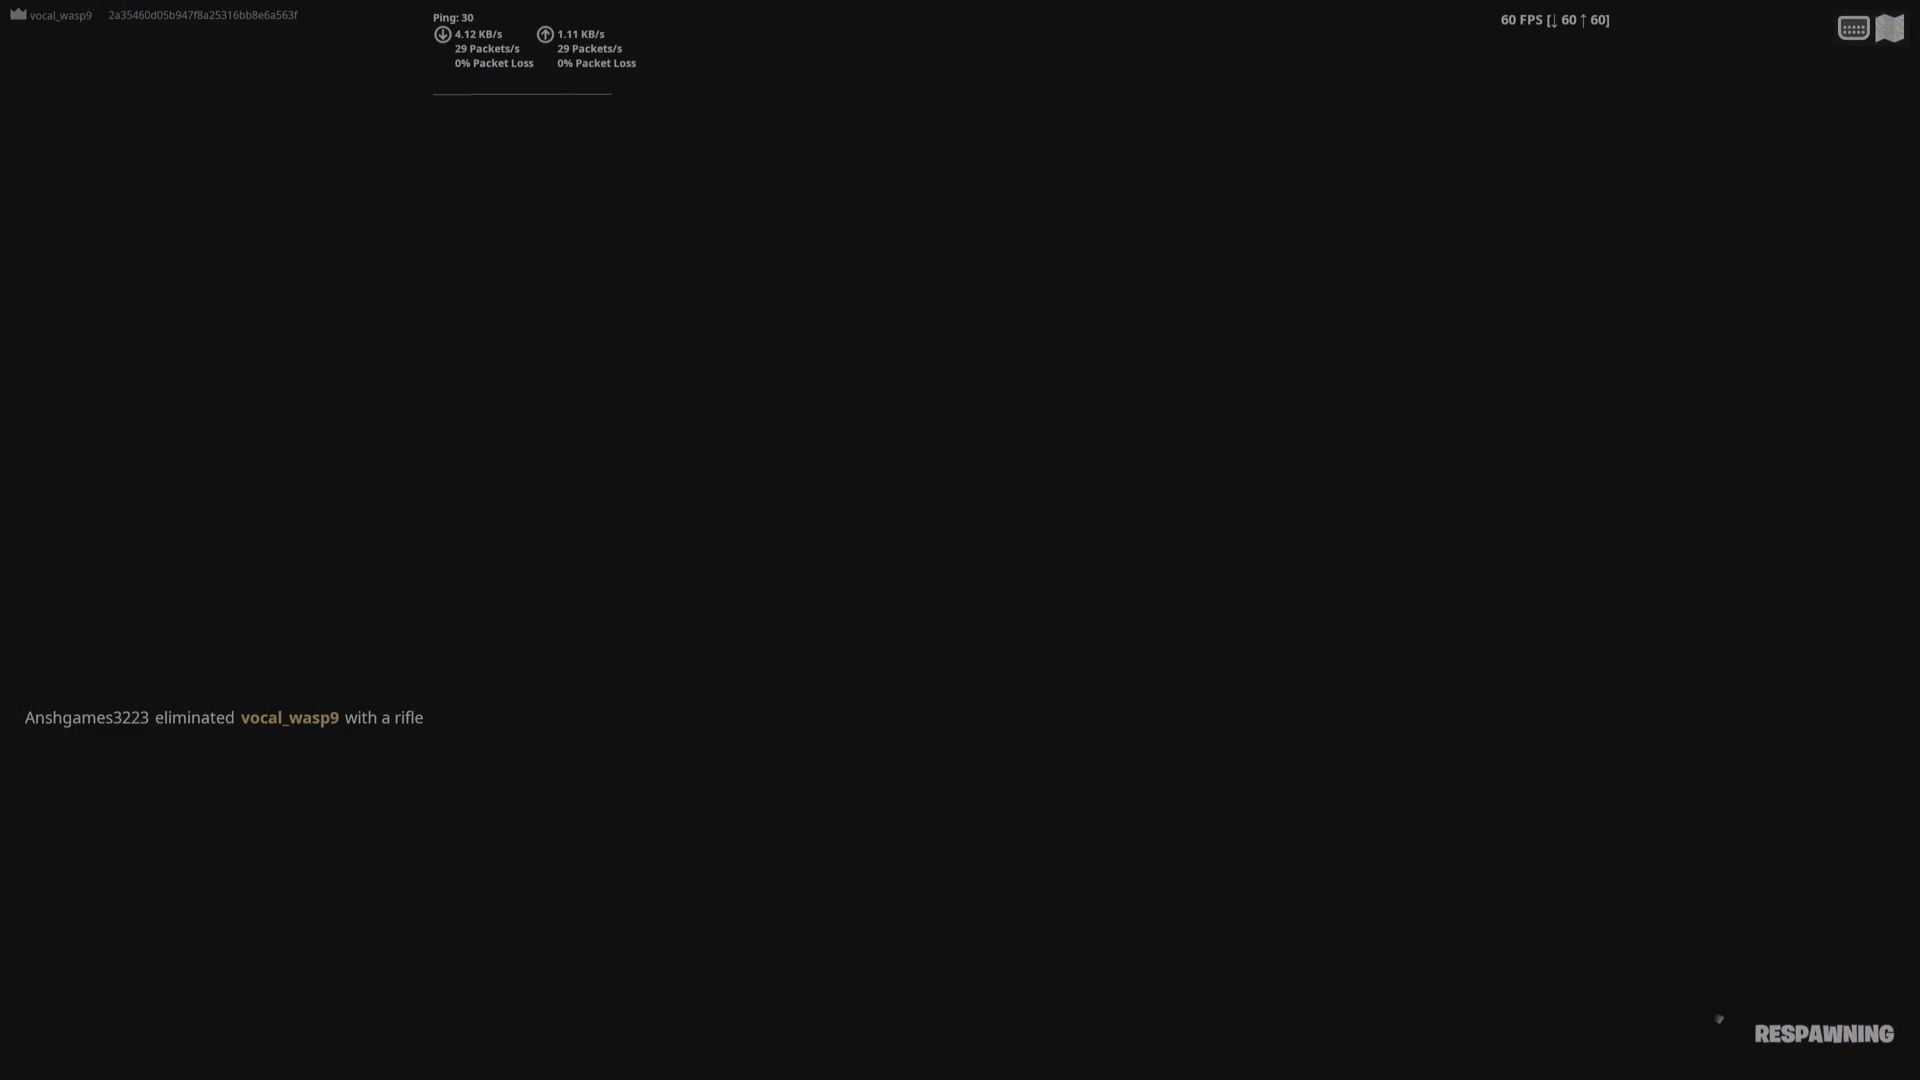 vocal_wasp9 2a35460d05b947f8a25316bb8e6a563f
Ping: 30
4.12 KB/s 1.11 KB/s
29 Packets/s 29 Packets/s
0% Packet Loss 0% Packet Loss
60 FPS [↓ 60 ↑ 60]
Anshgames3223 eliminated vocal_wasp9 with a rifle
RESPAWNING